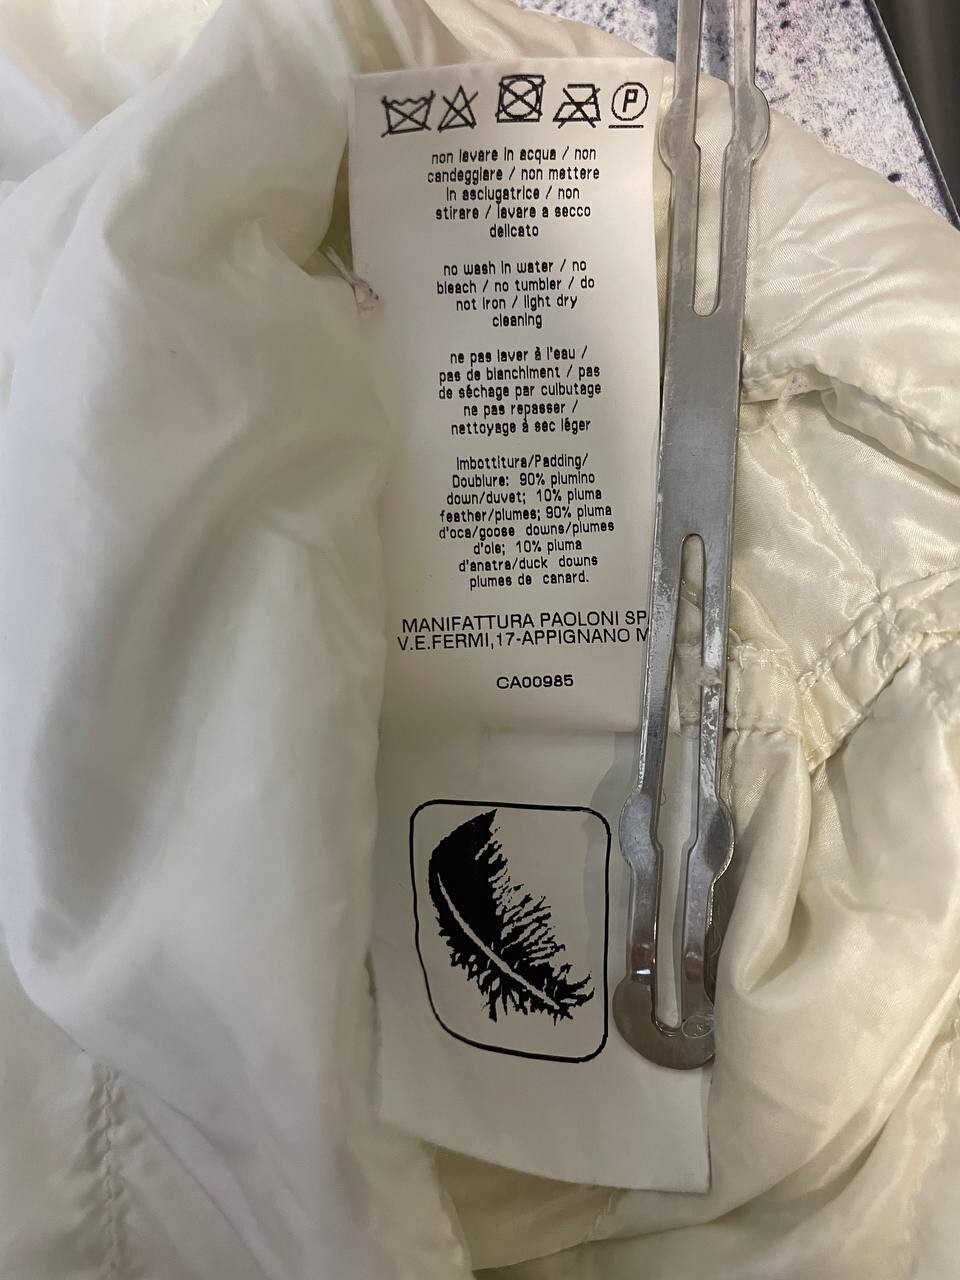 P
non lavare in acqua / non
candeggiare / non mettere
in asciugatrice / non
stirare / lavare a secco
delicato
no wash in water / no
bleach / no tumbler / do
not iron / light dry
cleaning
ne pas laver à l'eau /
pas de blanchiment / pas
de séchage par culbutage
ne pas repasser /
nettoyage à sec léger
Imbottitura/Padding/
Doublure: 90% piumino
down/duvet; 10% piuma
feather/plumes; 90% piuma
d'oca/goose downs/plumes
d'oie; 10% piuma
d'anatra/duck downs
plumes de canard.
MANIFATTURA PAOLONI SP
V.E.FERMI,17-APPIGNANO M
CA00985